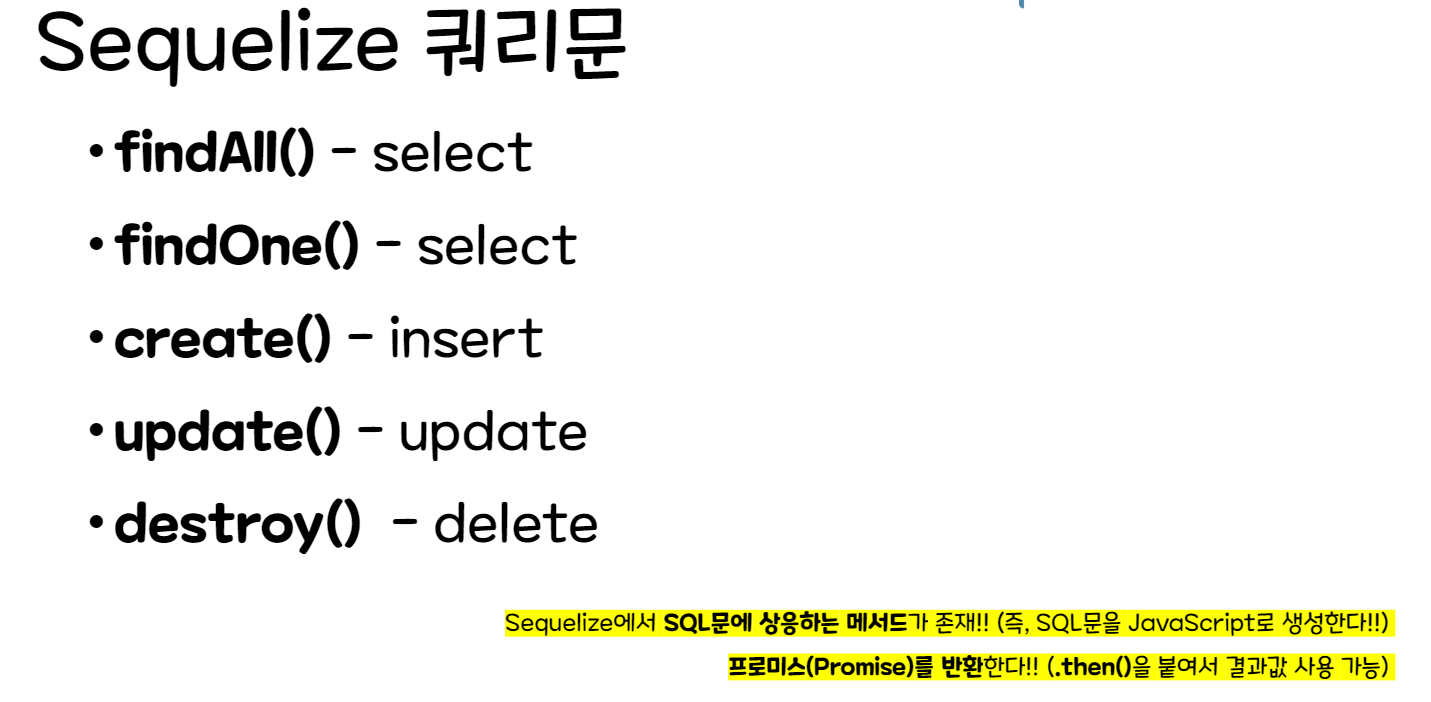 Sequelize 쿼리문
• findAll() - select
• findOne() - select
• create() - insert
• update() - update
• destroy() - delete
Sequelize에서 SQL문에 상응하는 메서드가 존재!! (즉, SQL문을 JavaScript로 생성한다!!)
프로미스(Promise)를 반환한다!! (.then()을 붙여서 결과값 사용 가능)